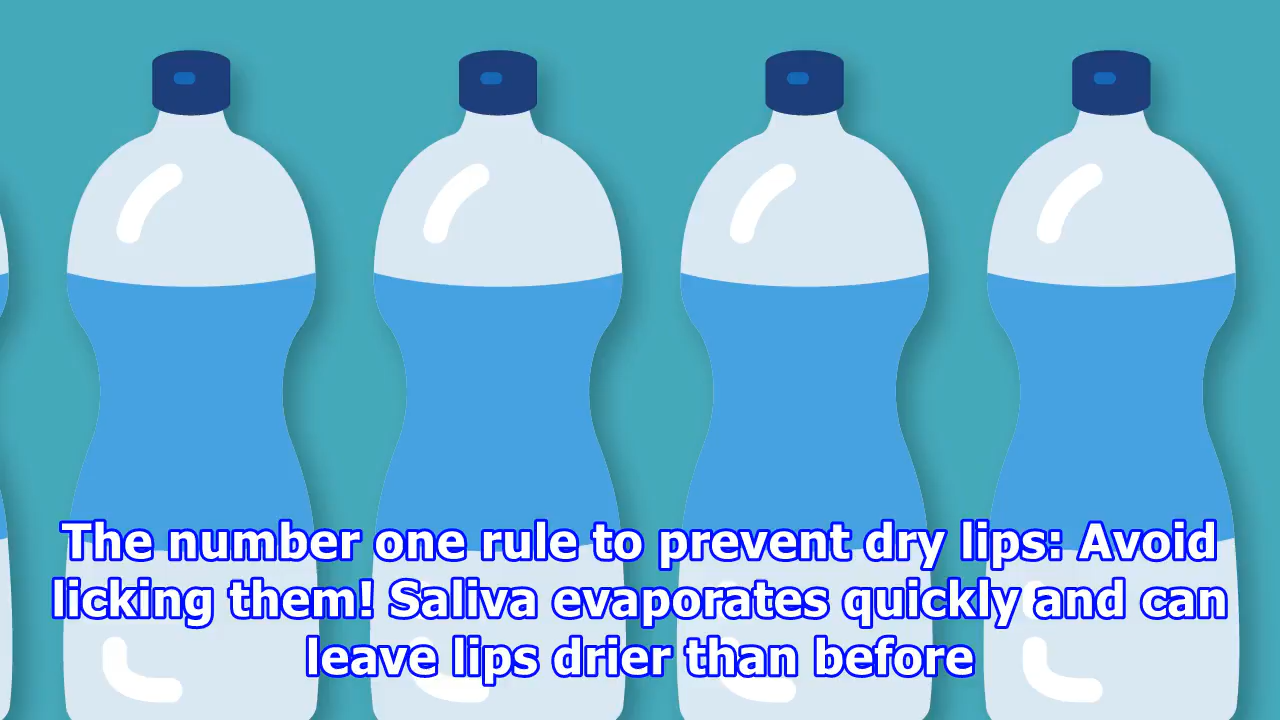 The number one rule to prevent dry lips: Avoid
licking them! Saliva evaporates quickly and can
leave lips drier than before